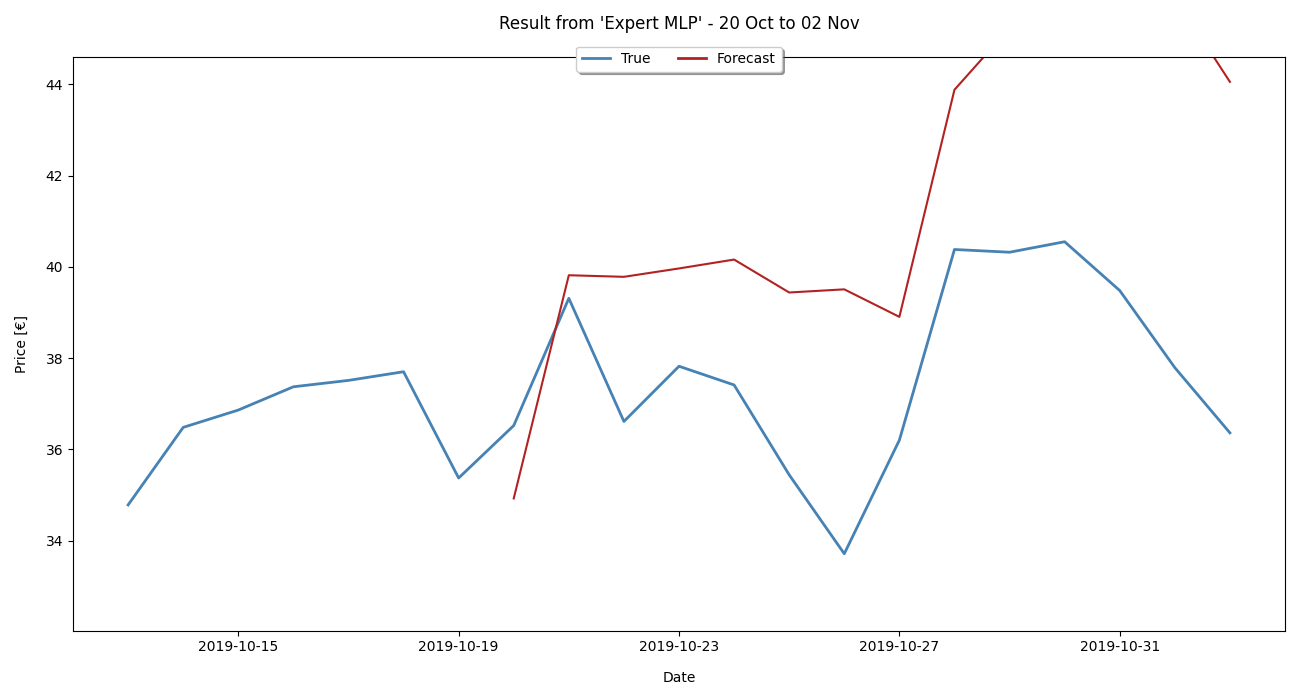 Result from 'Expert MLP' - 20 Oct to 02 Nov
True Forecast
44
42
40
38
36
34
Price [€]
2019-10-15 2019-10-19 2019-10-23 2019-10-27 2019-10-31
Date